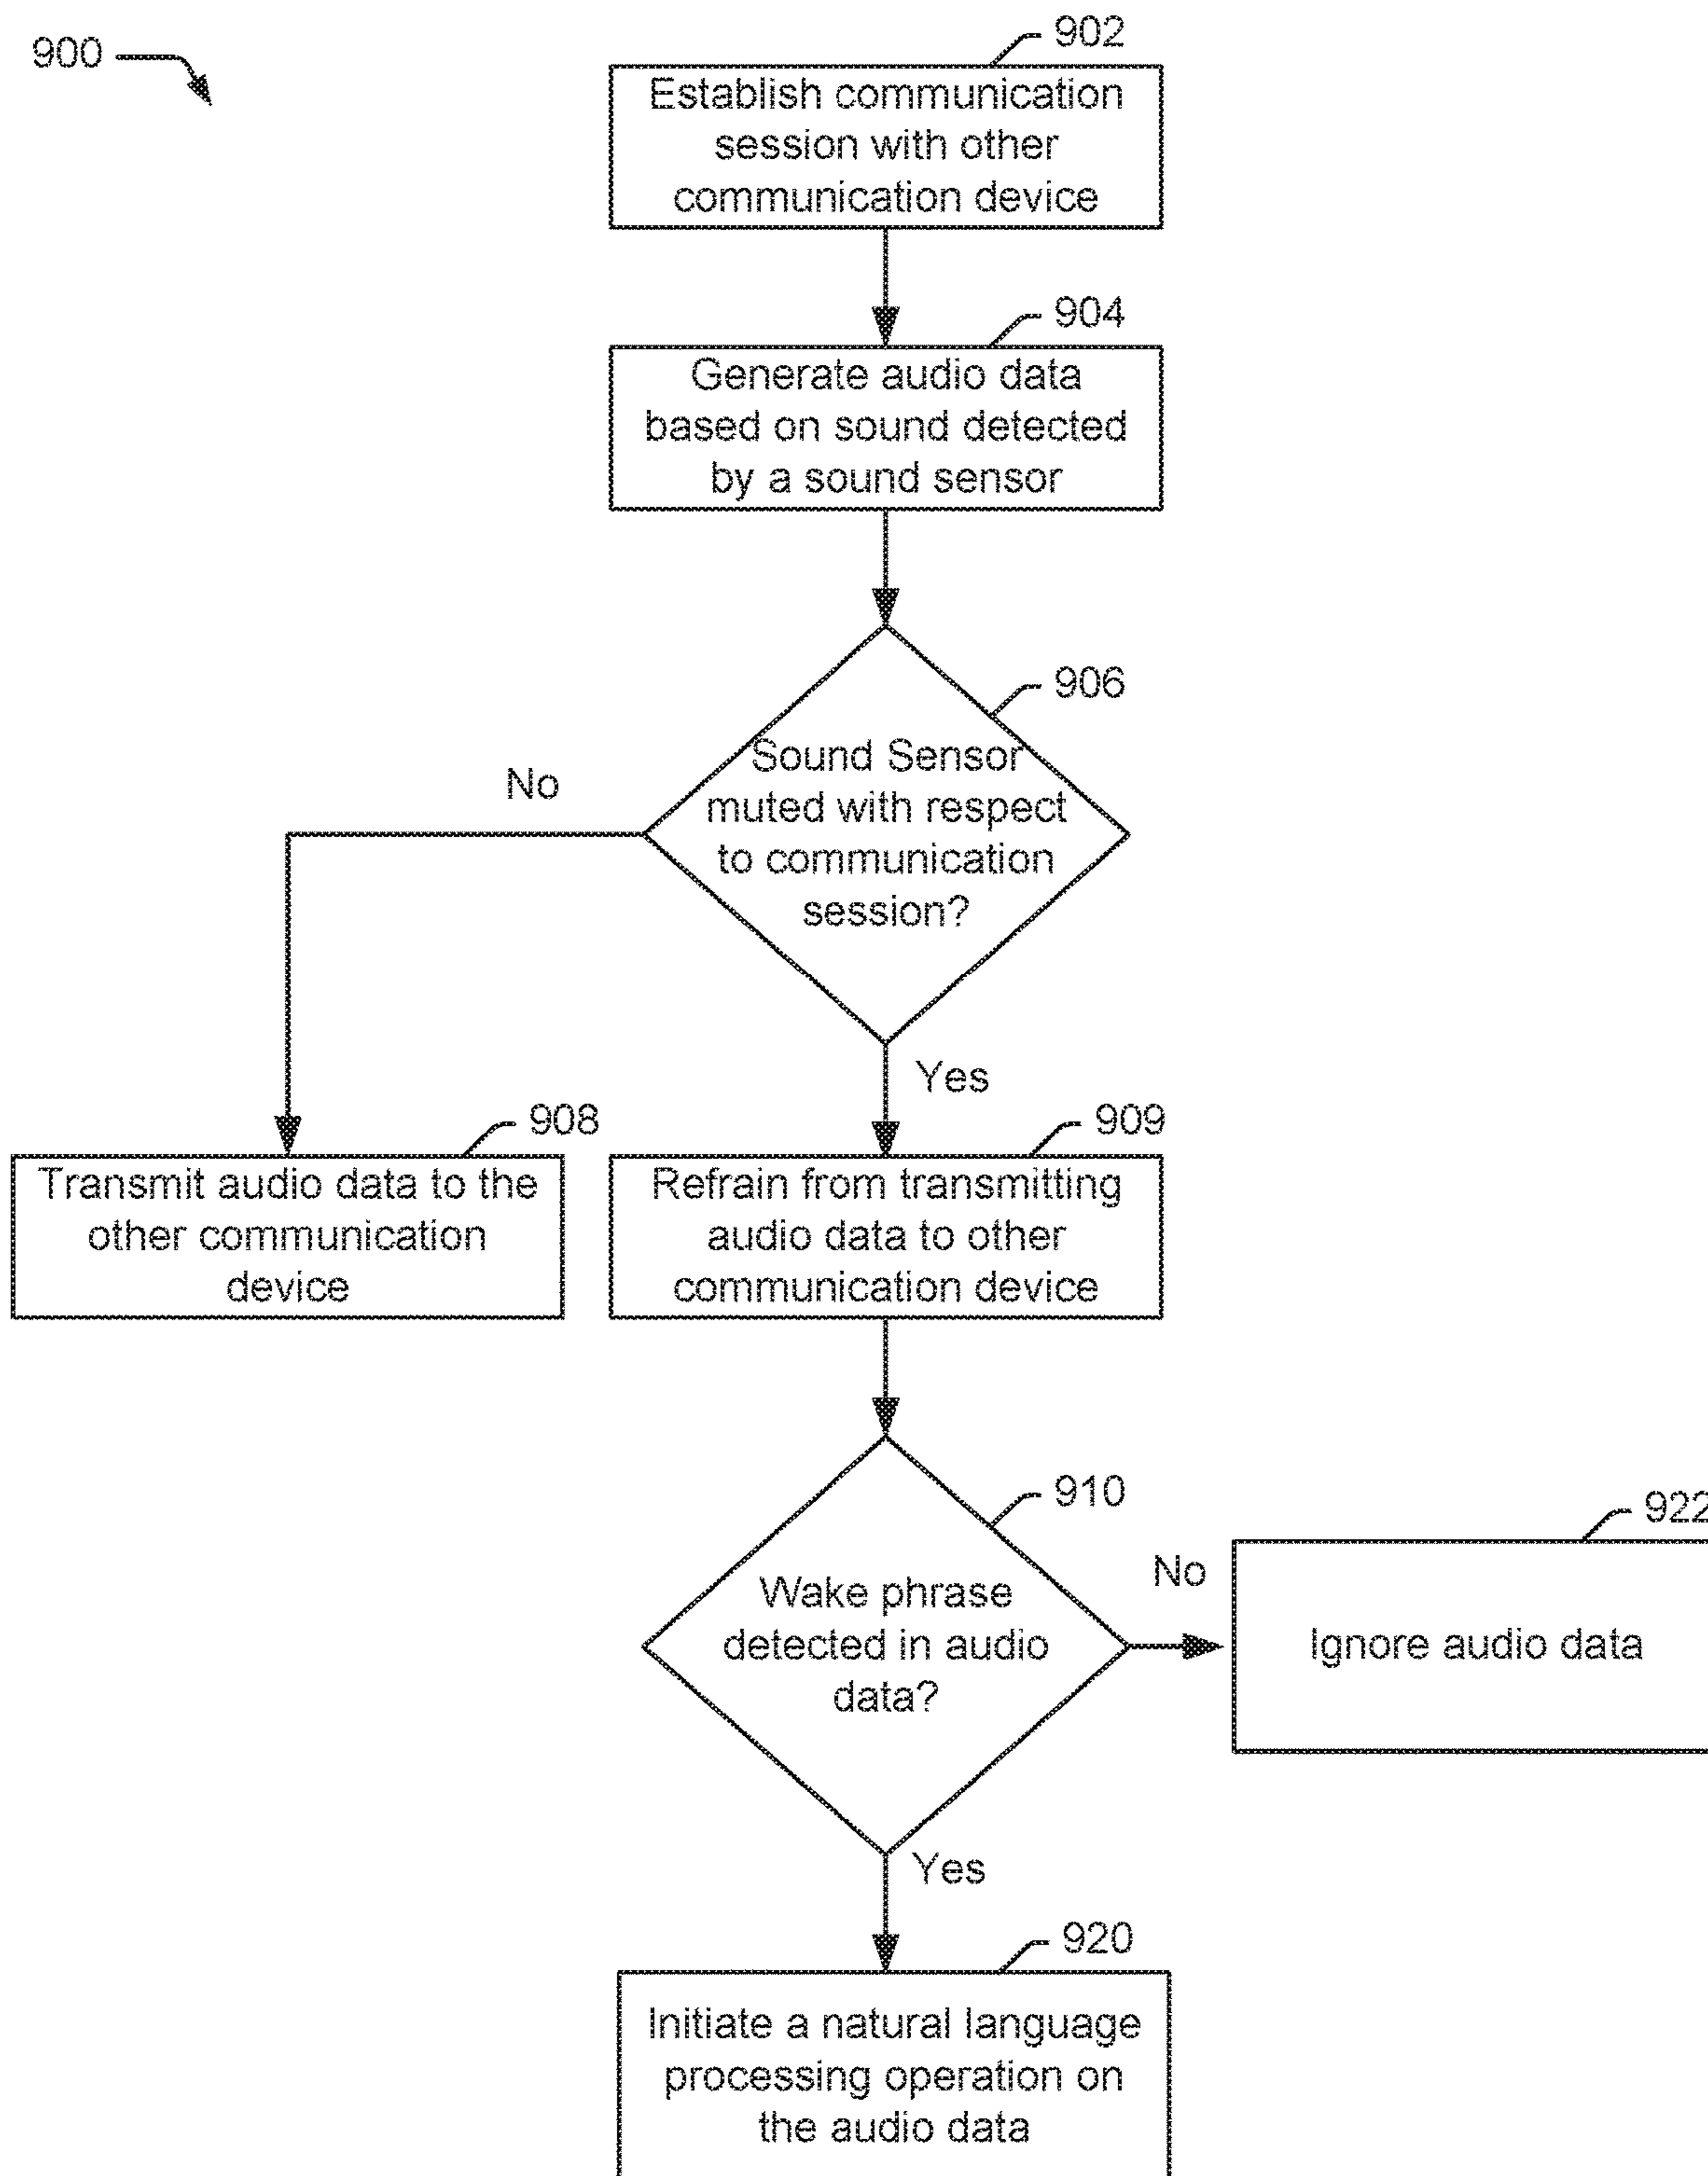 900
902
Establish communication
session with other
communication device
904
Generate audio data
based on sound detected
by a sound sensor
906
Sound Sensor
muted with respect
to communication
session?
No
Yes
908
Transmit audio data to the
other communication
device
909
Refrain from transmitting
audio data to other
communication device
910
Wake phrase
detected in audio
data?
No
922
Ignore audio data
Yes
920
Initiate a natural language
processing operation on
the audio data